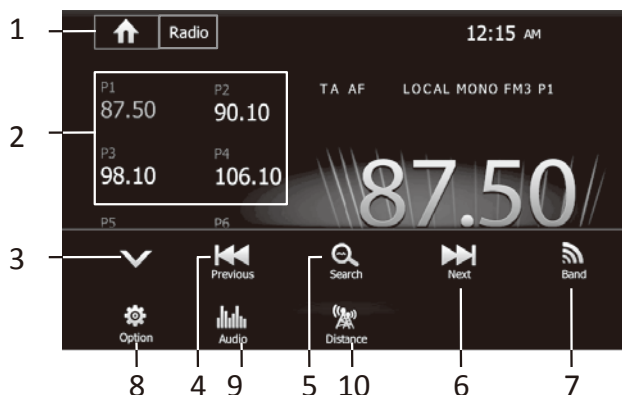 1 Radio 12:15 AM
P1 P2 TA AF LOCAL MONO FM3 P1
87.50 90.10
2
P3 P4
98.10 106.10 87.50
P5 P6
3
Previous Search Next Band
Option Audio Distance
8 4 9 5 10 6 7